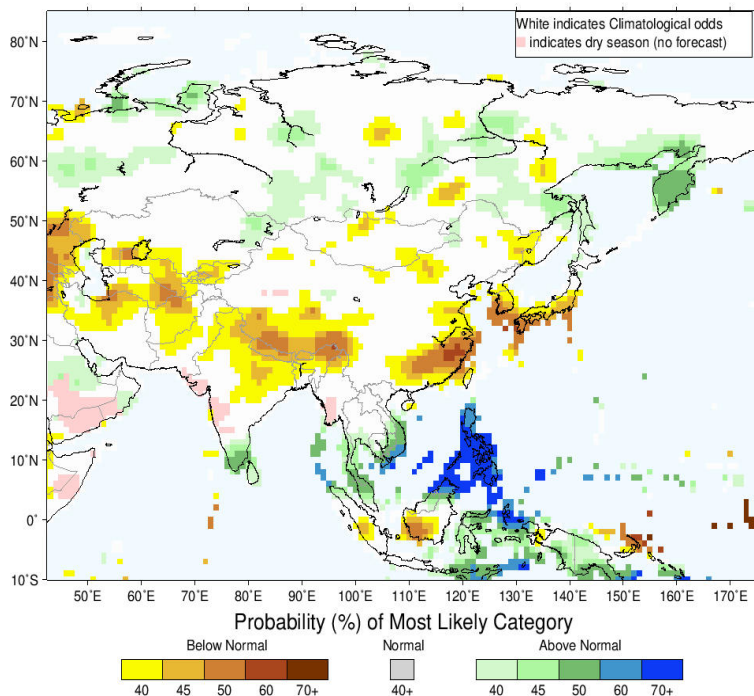 White indicates Climatological odds
indicates dry season (no forecast)
80°N
70°N
60°N
50°N
40°N
30°N
20°N
10°N
0°
10°S
50°E 60°E 70°E 80°E 90°E 100°E 110°E 120°E 130°E 140°E 150°E 160°E 170°E
Probability (%) of Most Likely Category
Below Normal Normal Above Normal
40 45 50 60 70+ 40+ 40 45 50 60 70+